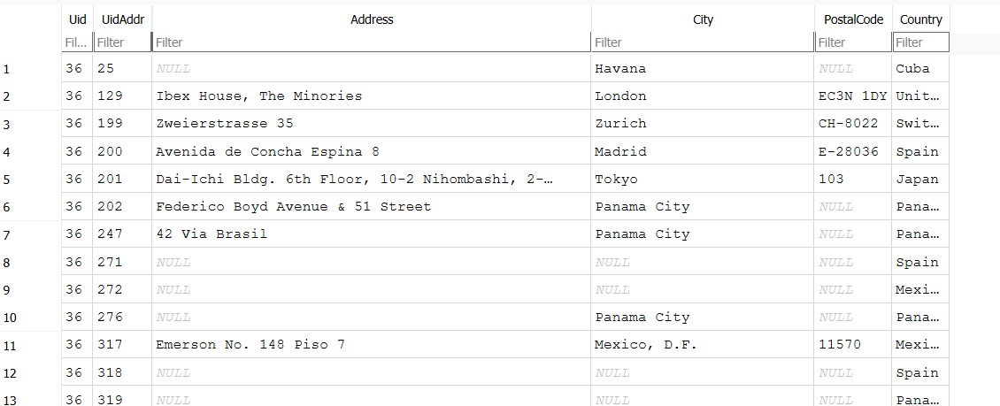 Uid UidAddr Address City PostalCode Country
Fil... Filter Filter Filter Filter Filter
1 36 25 NULL Havana NULL Cuba
2 36 129 Ibex House, The Minories London EC3N 1DY Unit…
3 36 199 Zweierstrasse 35 Zurich CH-8022 Swit…
4 36 200 Avenida de Concha Espina 8 Madrid E-28036 Spain
5 36 201 Dai-Ichi Bldg. 6th Floor, 10-2 Nihombashi, 2-… Tokyo 103 Japan
6 36 202 Federico Boyd Avenue & 51 Street Panama City NULL Pana…
7 36 247 42 Via Brasil Panama City NULL Pana…
8 36 271 NULL NULL NULL Spain
9 36 272 NULL NULL NULL Mexi…
10 36 276 NULL Panama City NULL Pana…
11 36 317 Emerson No. 148 Piso 7 Mexico, D.F. 11570 Mexi…
12 36 318 NULL NULL NULL Spain
13 36 319 NULL NULL NULL Pana…